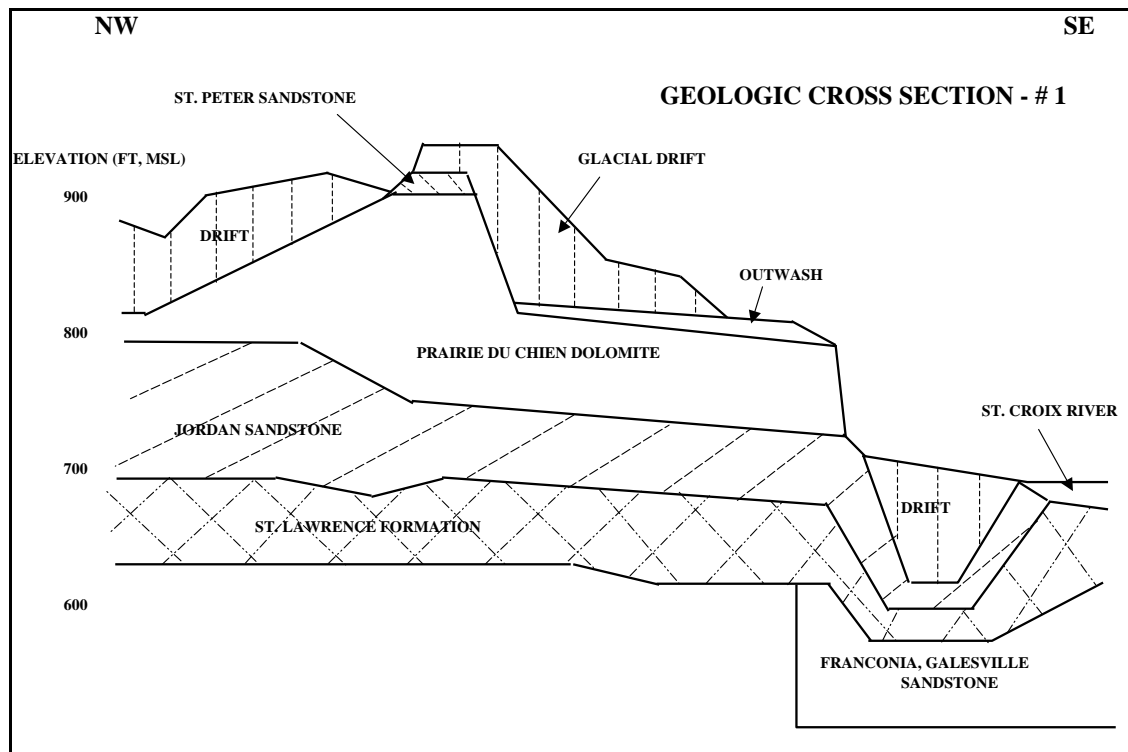 NW
SE
ST. PETER SANDSTONE
GEOLOGIC CROSS SECTION - # 1
ELEVATION (FT, MSL)
GLACIAL DRIFT
900
DRIFT
OUTWASH
800
PRAIRIE DU CHIEN DOLOMITE
ST. CROIX RIVER
JORDAN SANDSTONE
700
DRIFT
ST. LAWRENCE FORMATION
600
FRANCONIA, GALESVILLE
SANDSTONE